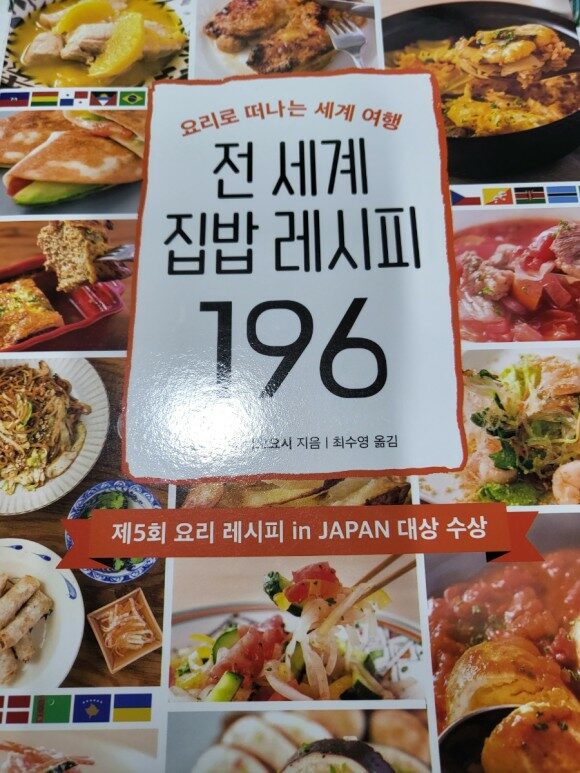 요리로 떠나는 세계 여행
전 세계
집밥 레시피
196
요시 지음 | 최수영 옮김
제5회 요리 레시피 in JAPAN 대상 수상